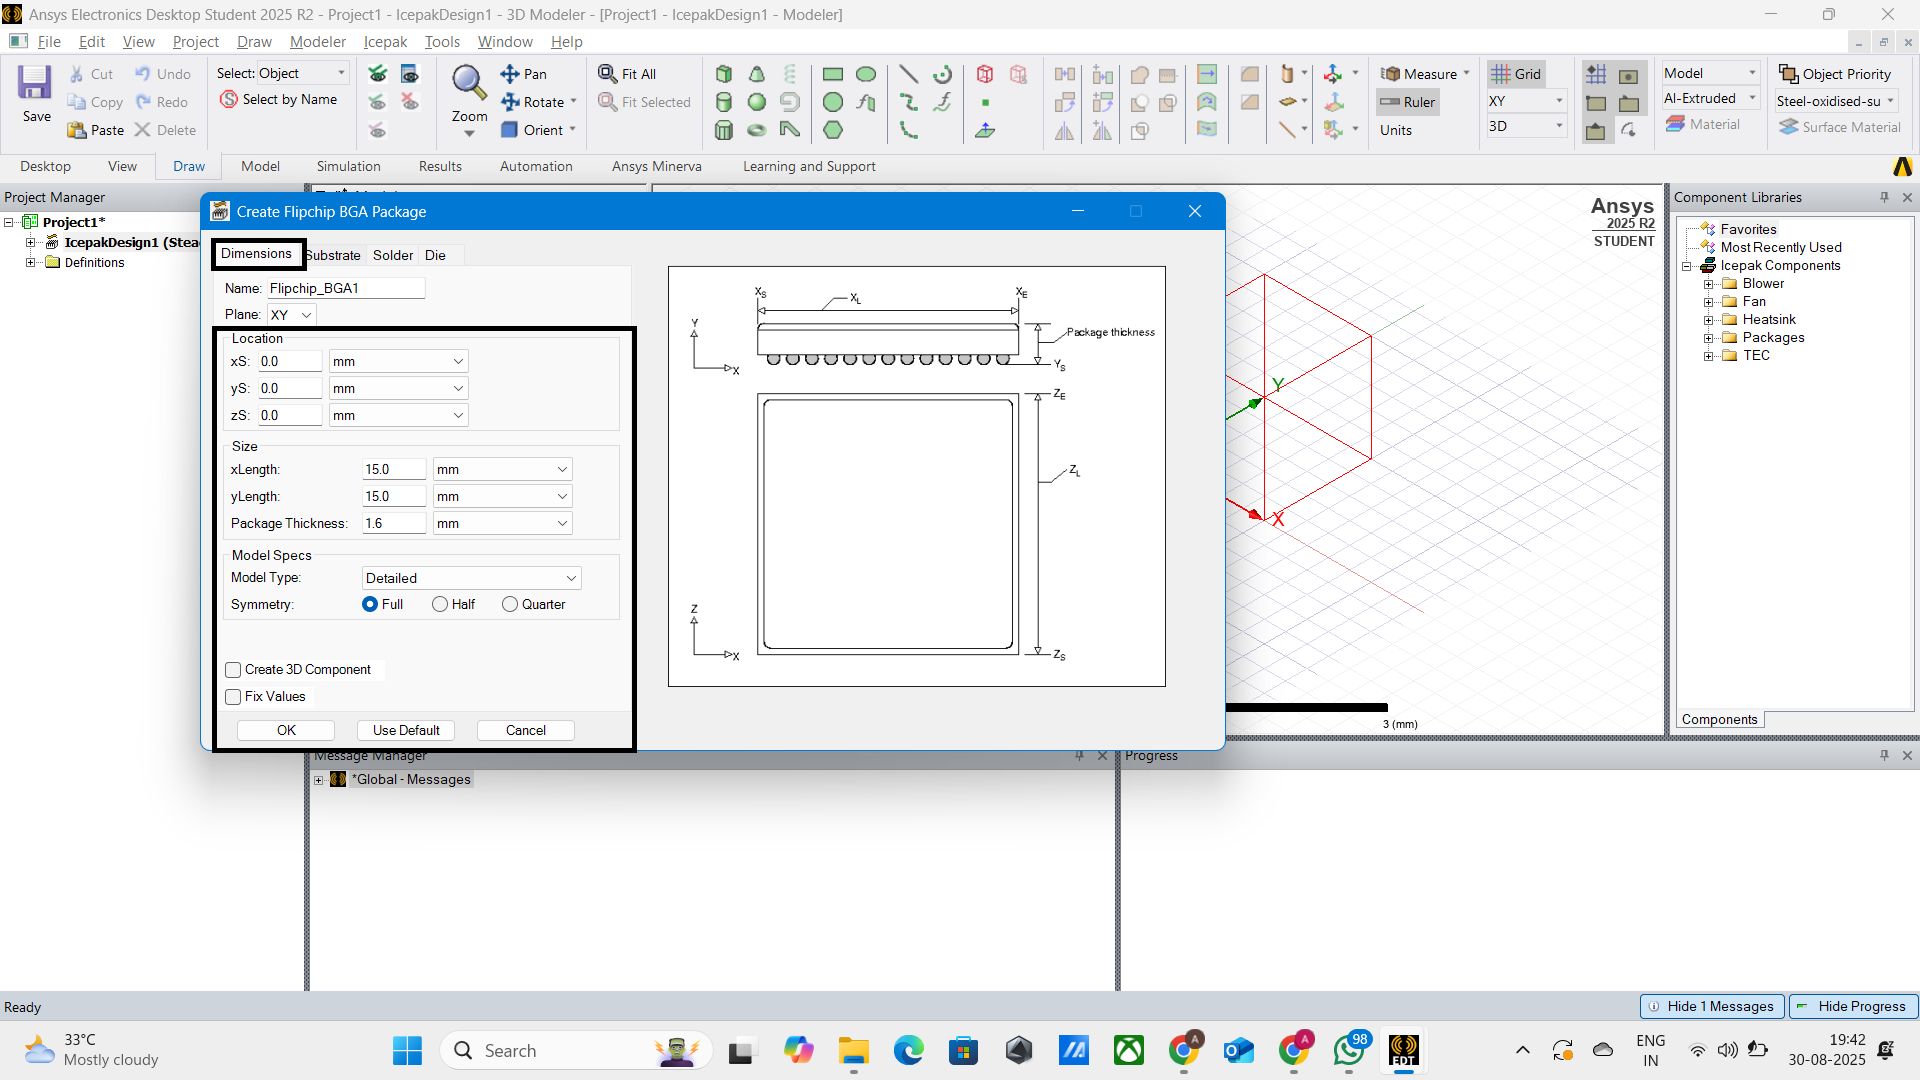 Ansys Electronics Desktop Student 2025 R2 - Project1 - IcepakDesign1 - 3D Modeler - [Project1 - IcepakDesign1 - Modeler]
File Edit View Project Draw Modeler Icepak Tools Window Help
Save
Cut
Copy
Paste
Undo
Redo
Delete
Select: Object
Select by Name
Zoom
Pan
Rotate
Orient
Fit All
Fit Selected
Measure
Ruler
Units
Grid
XY
3D
Model
Al-Extruded
Material
Object Priority
Steel-oxidised-su
Surface Material
Desktop View Draw Model Simulation Results Automation Ansys Minerva Learning and Support
Project Manager
Project1*
IcepakDesign1 (Stea
Definitions
Create Flipchip BGA Package
Dimensions Substrate Solder Die
Name: Flipchip_BGA1
Plane: XY
Location
xS: 0.0 mm
yS: 0.0 mm
zS: 0.0 mm
Size
xLength: 15.0 mm
yLength: 15.0 mm
Package Thickness: 1.6 mm
Model Specs
Model Type: Detailed
Symmetry: Full Half Quarter
Create 3D Component
Fix Values
OK Use Default Cancel
XS XL XE
Y
Package thickness
X
YS
ZE
ZL
Z
X
ZS
Ansys
2025 R2
STUDENT
Y
X
3 (mm)
Component Libraries
Favorites
Most Recently Used
Icepak Components
Blower
Fan
Heatsink
Packages
TEC
Components
Message Manager
*Global - Messages
Progress
Ready
Hide 1 Messages
Hide Progress
33°C
Mostly cloudy
Search
A
A
98
EDT
ENG
IN
19:42
30-08-2025